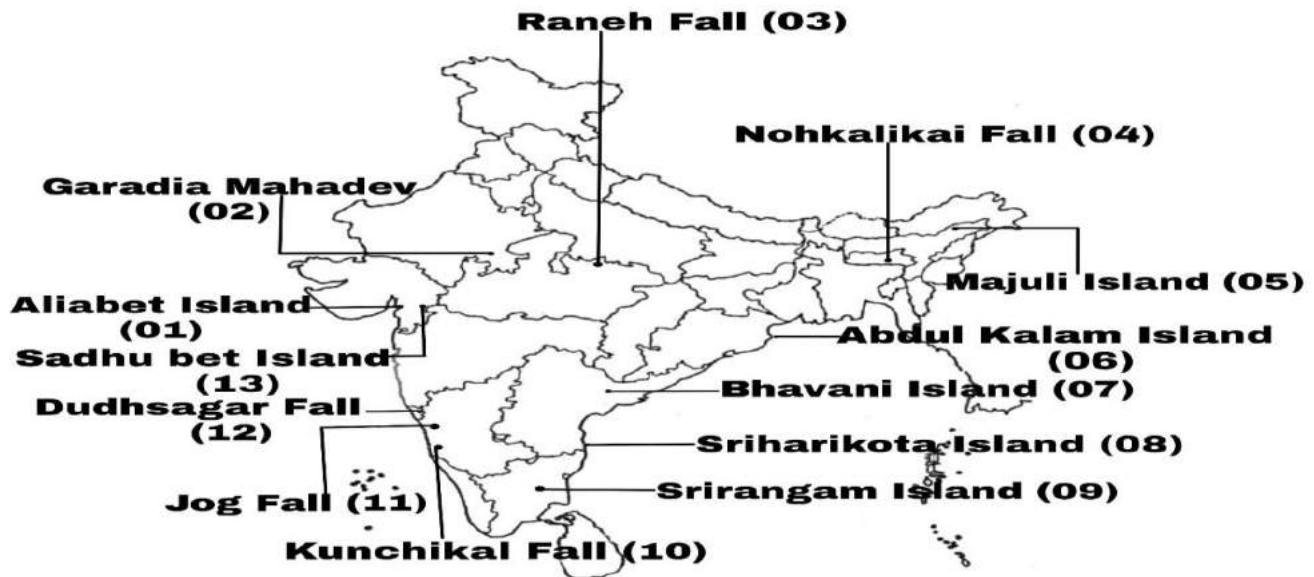 Raneh Fall (03)
Nohkalikai Fall (04)
Garadia Mahadev
(02)
Majuli Island (05)
Aliabet Island
(01)
Abdul Kalam Island
(06)
Sadhu bet Island
(13)
Bhavani Island (07)
Dudhsagar Fall
(12)
Sriharikota Island (08)
Srirangam Island (09)
Jog Fall (11)
Kunchikal Fall (10)